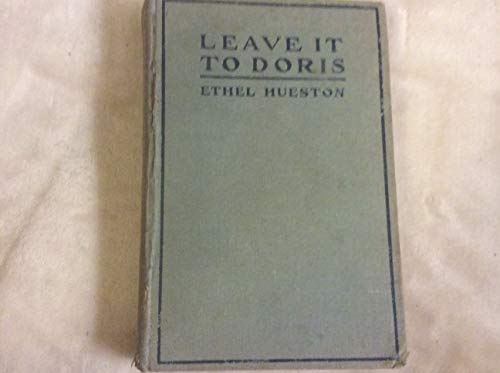 LEAVE IT
TO DORIS
ETHEL HUESTON